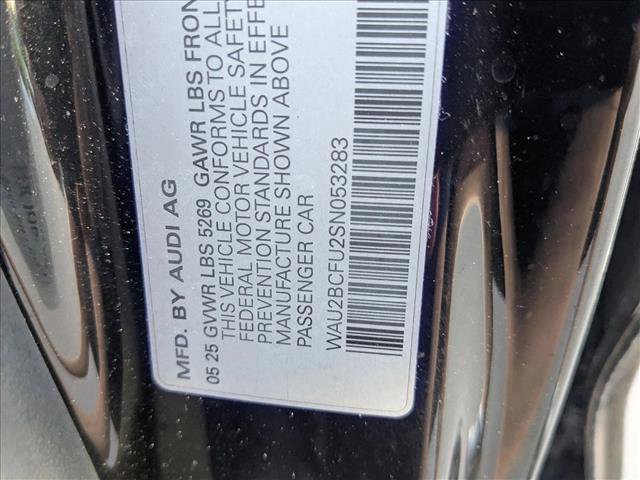 MFD. BY AUDI AG
05 25 GVWR LBS 5269 GAWR LBS FRON
THIS VEHICLE CONFORMS TO ALL
FEDERAL MOTOR VEHICLE SAFET
PREVENTION STANDARDS IN EFFE
MANUFACTURE SHOWN ABOVE
PASSENGER CAR
WAU2BCFU2SN053283